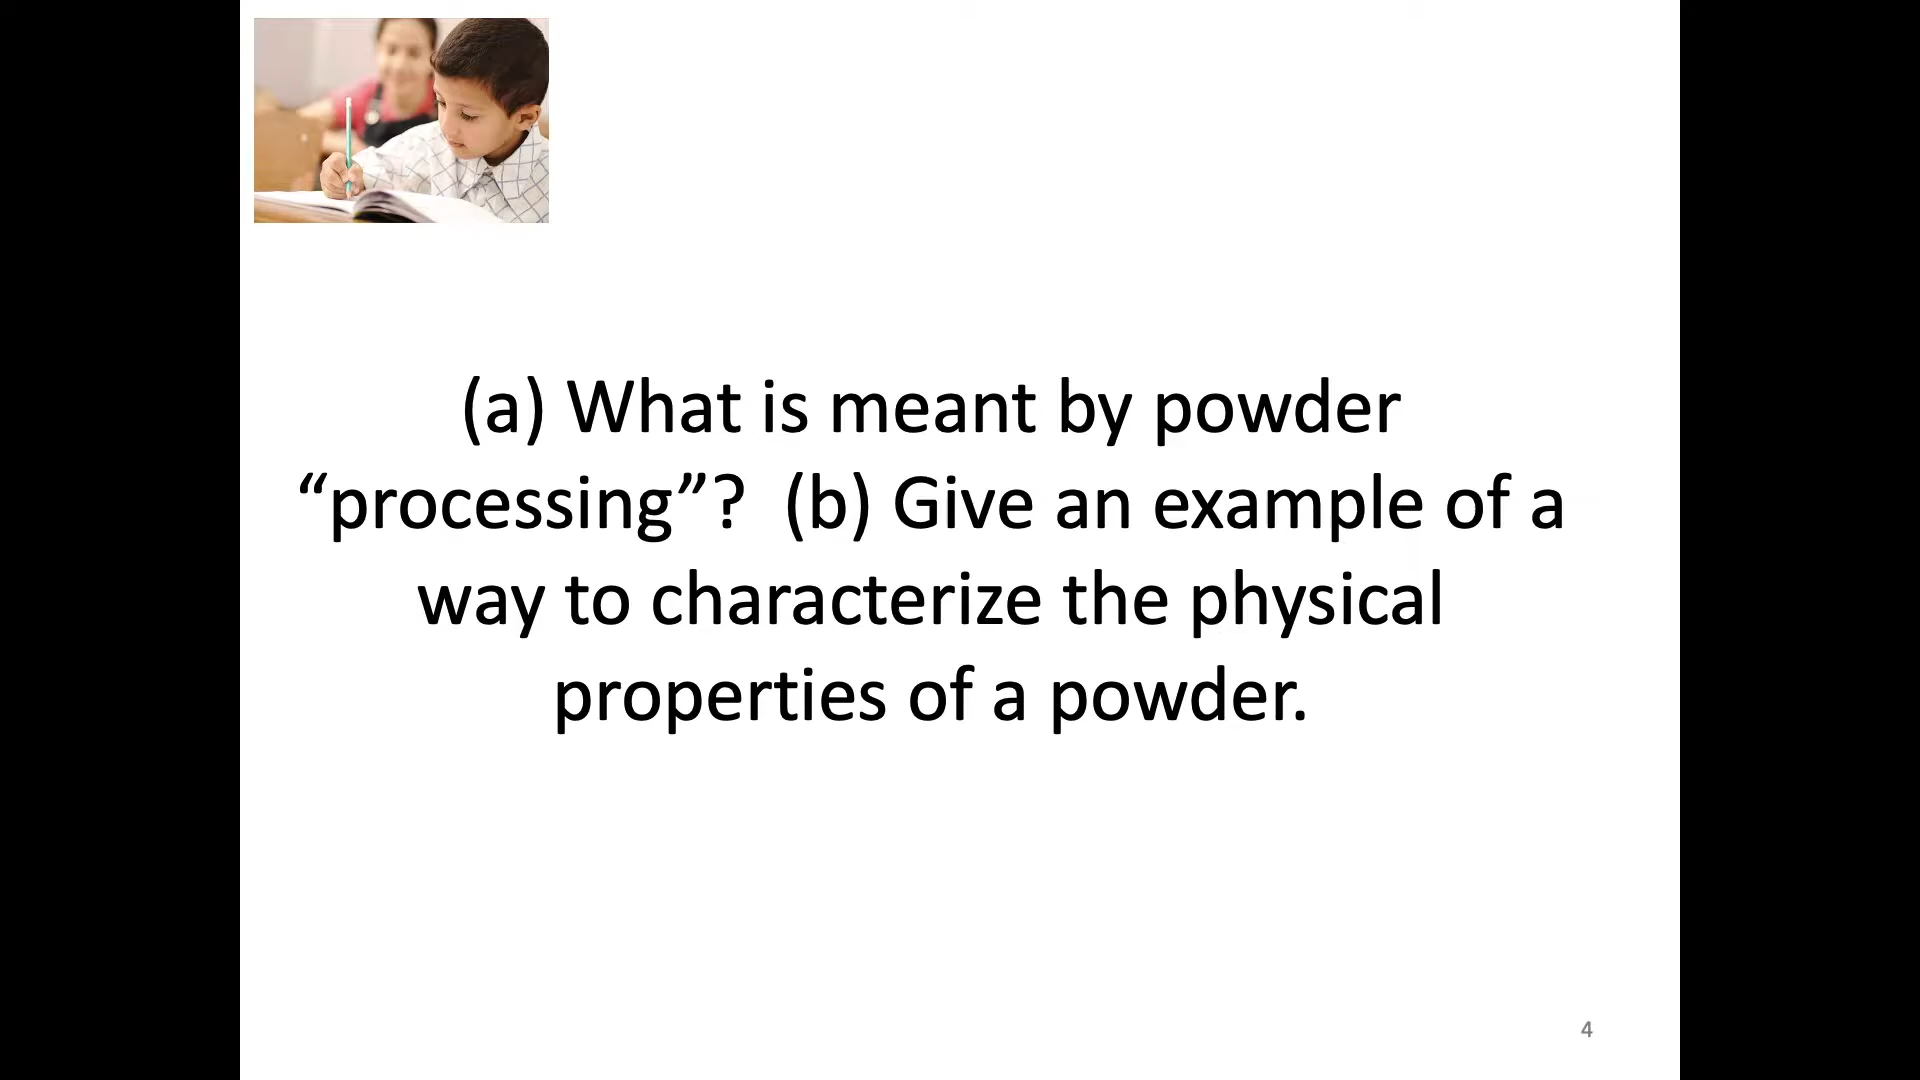 (a) What is meant by powder
“processing”?  (b) Give an example of a
way to characterize the physical
properties of a powder.
4